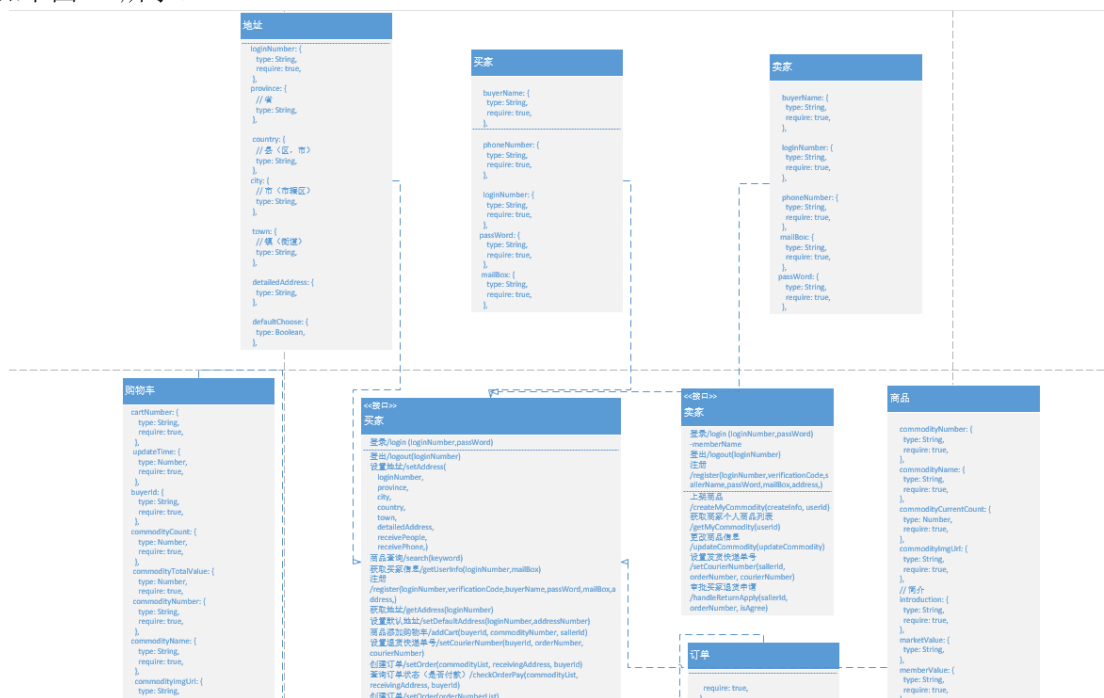 地址
loginNumber: {
type: String,
require: true,
},
province: {
// 省
type: String,
},
country: {
// 县（区，市）
type: String,
},
city: {
// 市（市辖区）
type: String,
},
town: {
// 镇（街道）
type: String,
},
detailedAddress: {
type: String,
},
defaultChoose: {
type: Boolean,
},
买家
buyerName: {
type: String,
require: true,
},
phoneNumber: {
type: String,
require: true,
},
loginNumber: {
type: String,
require: true,
},
passWord: {
type: String,
require: true,
},
mailBox: {
type: String,
require: true,
},
卖家
buyerName: {
type: String,
require: true,
},
loginNumber: {
type: String,
require: true,
},
phoneNumber: {
type: String,
require: true,
},
mailBox: {
type: String,
require: true,
},
passWord: {
type: String,
require: true,
},
购物车
cartNumber: {
type: String,
require: true,
},
updateTime: {
type: Number,
require: true,
},
buyerId: {
type: String,
require: true,
},
commodityCount: {
type: Number,
require: true,
},
commodityTotalValue: {
type: Number,
require: true,
},
commodityNumber: {
type: String,
require: true,
},
commodityName: {
type: String,
require: true,
},
commodityImgUrl: {
type: String,
<<接口>>
买家
登录/login (loginNumber,passWord)
登出/logout(loginNumber)
设置地址/setAddress(
loginNumber,
province,
city,
country,
town,
detailedAddress,
receivePeople,
receivePhone,)
商品查询/search(keyword)
获取买家信息/getUserInfo(loginNumber,mailBox)
注册
/register(loginNumber,verificationCode,buyerName,passWord,mailBox,a
ddress,)
获取地址/getAddress(loginNumber)
设置默认地址/setDefaultAddress(loginNumber,addressNumber)
商品添加购物车/addCart(buyerId, commodityNumber, sallerId)
设置退货快递单号/setCourierNumber(buyerId, orderNumber,
courierNumber)
创建订单/setOrder(commodityList, receivingAddress, buyerId)
查询订单状态（是否付款）/checkOrderPay(commodityList,
receivingAddress, buyerId)
创建订单/setOrder(orderNumberList)
<<接口>>
卖家
登录/login (loginNumber,passWord)
-memberName
登出/logout(loginNumber)
注册
/register(loginNumber,verificationCode,s
allerName,passWord,mailBox,address,)
上架商品
/createMyCommodity(createInfo, userId)
获取商家个人商品列表
/getMyCommodity(userId)
更改商品信息
/updateCommodity(updateCommodity)
设置发货快递单号
/setCourierNumber(sallerId,
orderNumber, courierNumber)
审批买家退货申请
/handleReturnApply(sallerId,
orderNumber, isAgree)
订单
require: true,
商品
commodityNumber: {
type: String,
require: true,
},
commodityName: {
type: String,
require: true,
},
commodityCurrentCount: {
type: Number,
require: true,
},
commodityImgUrl: {
type: String,
require: true,
},
// 简介
introduction: {
type: String,
require: true,
},
marketValue: {
type: String,
},
memberValue: {
type: String,
require: true,